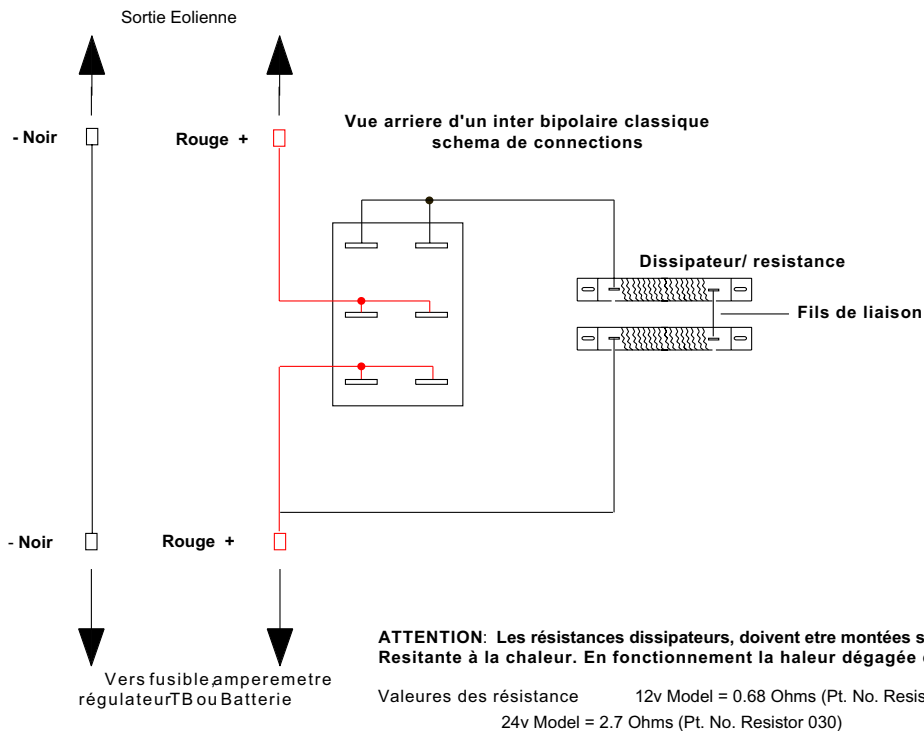 Sortie Eolienne
- Noir
Rouge +
Vue arriere d'un inter bipolaire classique
schema de connections
Dissipateur/ resistance
Fils de liaison
- Noir
Rouge +
Vers fusible,amperemetre
régulateurTB ou Batterie
ATTENTION: Les résistances dissipateurs, doivent etre montées
Resitante à la chaleur. En fonctionnement la haleur dégagée
Valeures des résistance 12v Model = 0.68 Ohms (Pt. No.
24v Model = 2.7 Ohms (Pt. No. Resistor 030)